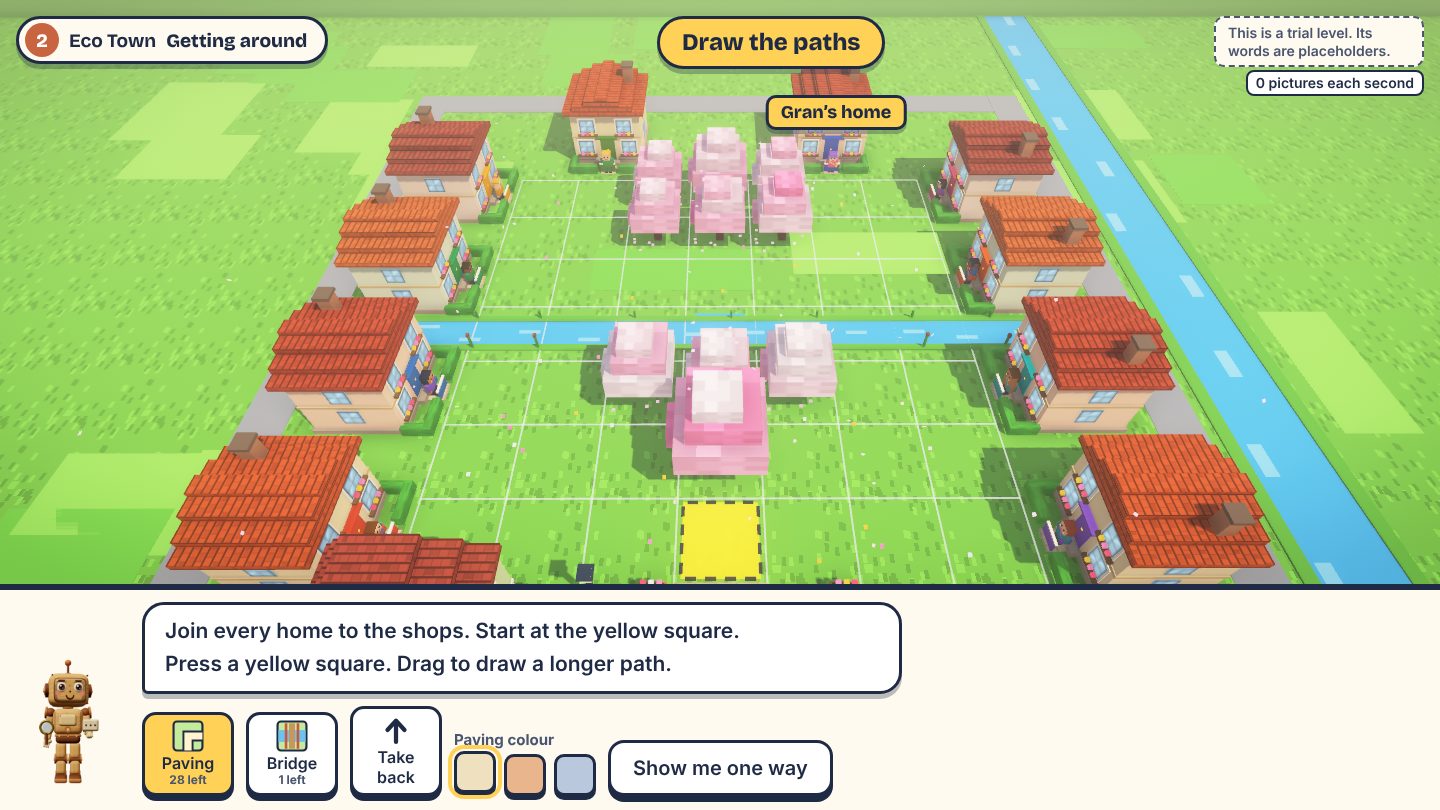 2 Eco Town Getting around
Draw the paths
This is a trial level. Its
words are placeholders.
0 pictures each second
Gran's home
Join every home to the shops. Start at the yellow square.
Press a yellow square. Drag to draw a longer path.
Paving
28 left
Bridge
1 left
Take
back
Paving colour
Show me one way